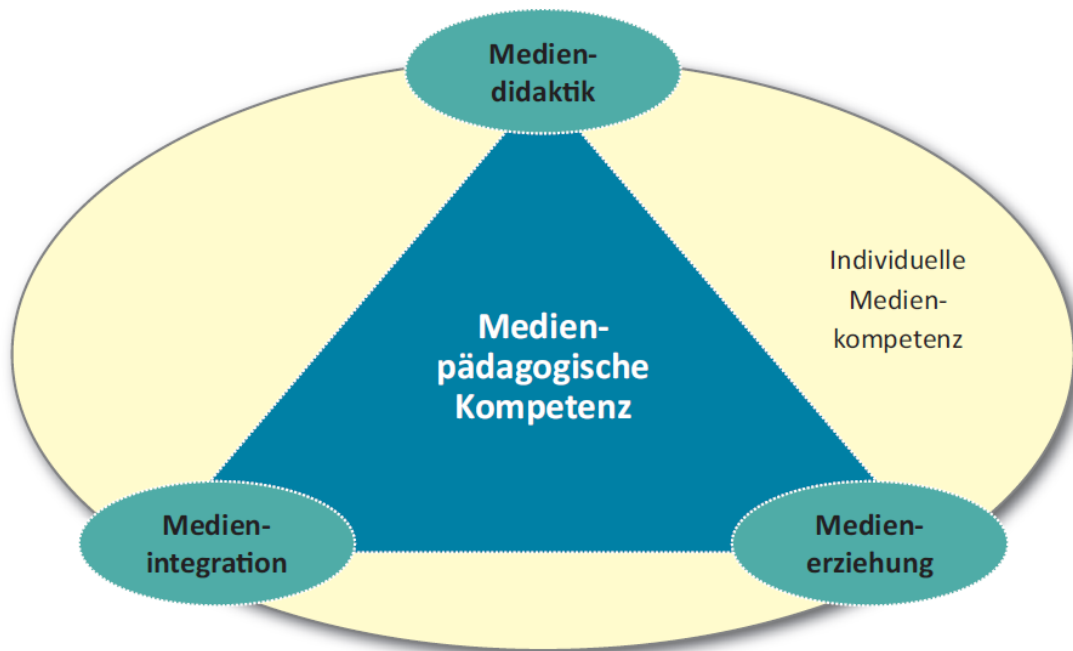 Medien-
didaktik
Individuelle
Medien-
kompetenz
Medien-
pädagogische
Kompetenz
Medien-
integration
Medien-
erziehung